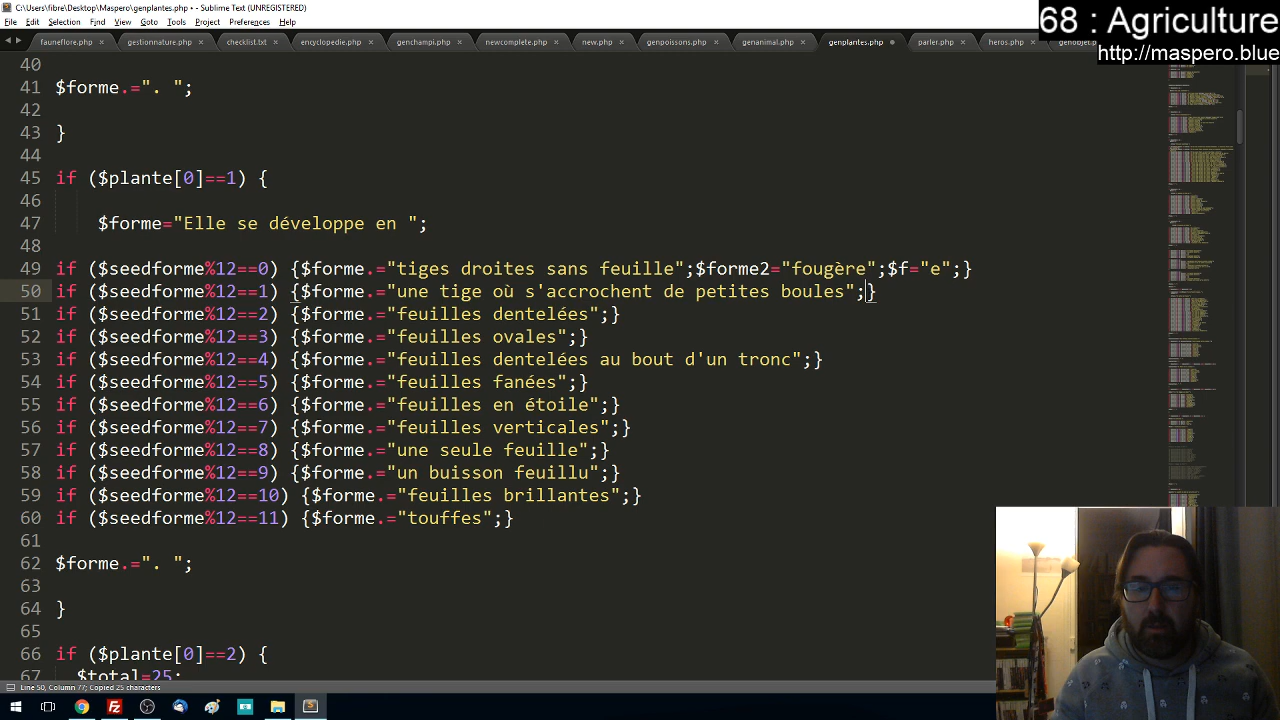 C:\Users\fibre\Desktop\Maspero\genplantes.php • - Sublime Text (UNREGISTERED)
File Edit Selection Find View Goto Tools Project Preferences Help
68 : Agriculture
http://maspero.blue
fauneflore.php × gestionnature.php × checklist.txt × encyclopedie.php × genchampi.php × newcomplete.php × new.php × genpoissons.php × genanimal.php × genplantes.php • parler.php × heros.php ×
40
41 $forme.=". ";
42
43 }
44
45 if ($plante[0]==1) {
46
47 $forme="Elle se développe en ";
48
49 if ($seedforme%12==0) {$forme.="tiges droites sans feuille";$forme2="fougère";$f="e";}
50 if ($seedforme%12==1) {$forme.="une tige où s'accrochent de petites boules";}
51 if ($seedforme%12==2) {$forme.="feuilles dentelées";}
52 if ($seedforme%12==3) {$forme.="feuilles ovales";}
53 if ($seedforme%12==4) {$forme.="feuilles dentelées au bout d'un tronc";}
54 if ($seedforme%12==5) {$forme.="feuilles fanées";}
55 if ($seedforme%12==6) {$forme.="feuilles en étoile";}
56 if ($seedforme%12==7) {$forme.="feuilles verticales";}
57 if ($seedforme%12==8) {$forme.="une seule feuille";}
58 if ($seedforme%12==9) {$forme.="un buisson feuillu";}
59 if ($seedforme%12==10) {$forme.="feuilles brillantes";}
60 if ($seedforme%12==11) {$forme.="touffes";}
61
62 $forme.=". ";
63
64 }
65
66 if ($plante[0]==2) {
67 $total=25;
Line 50, Column 77; Copied 25 characters